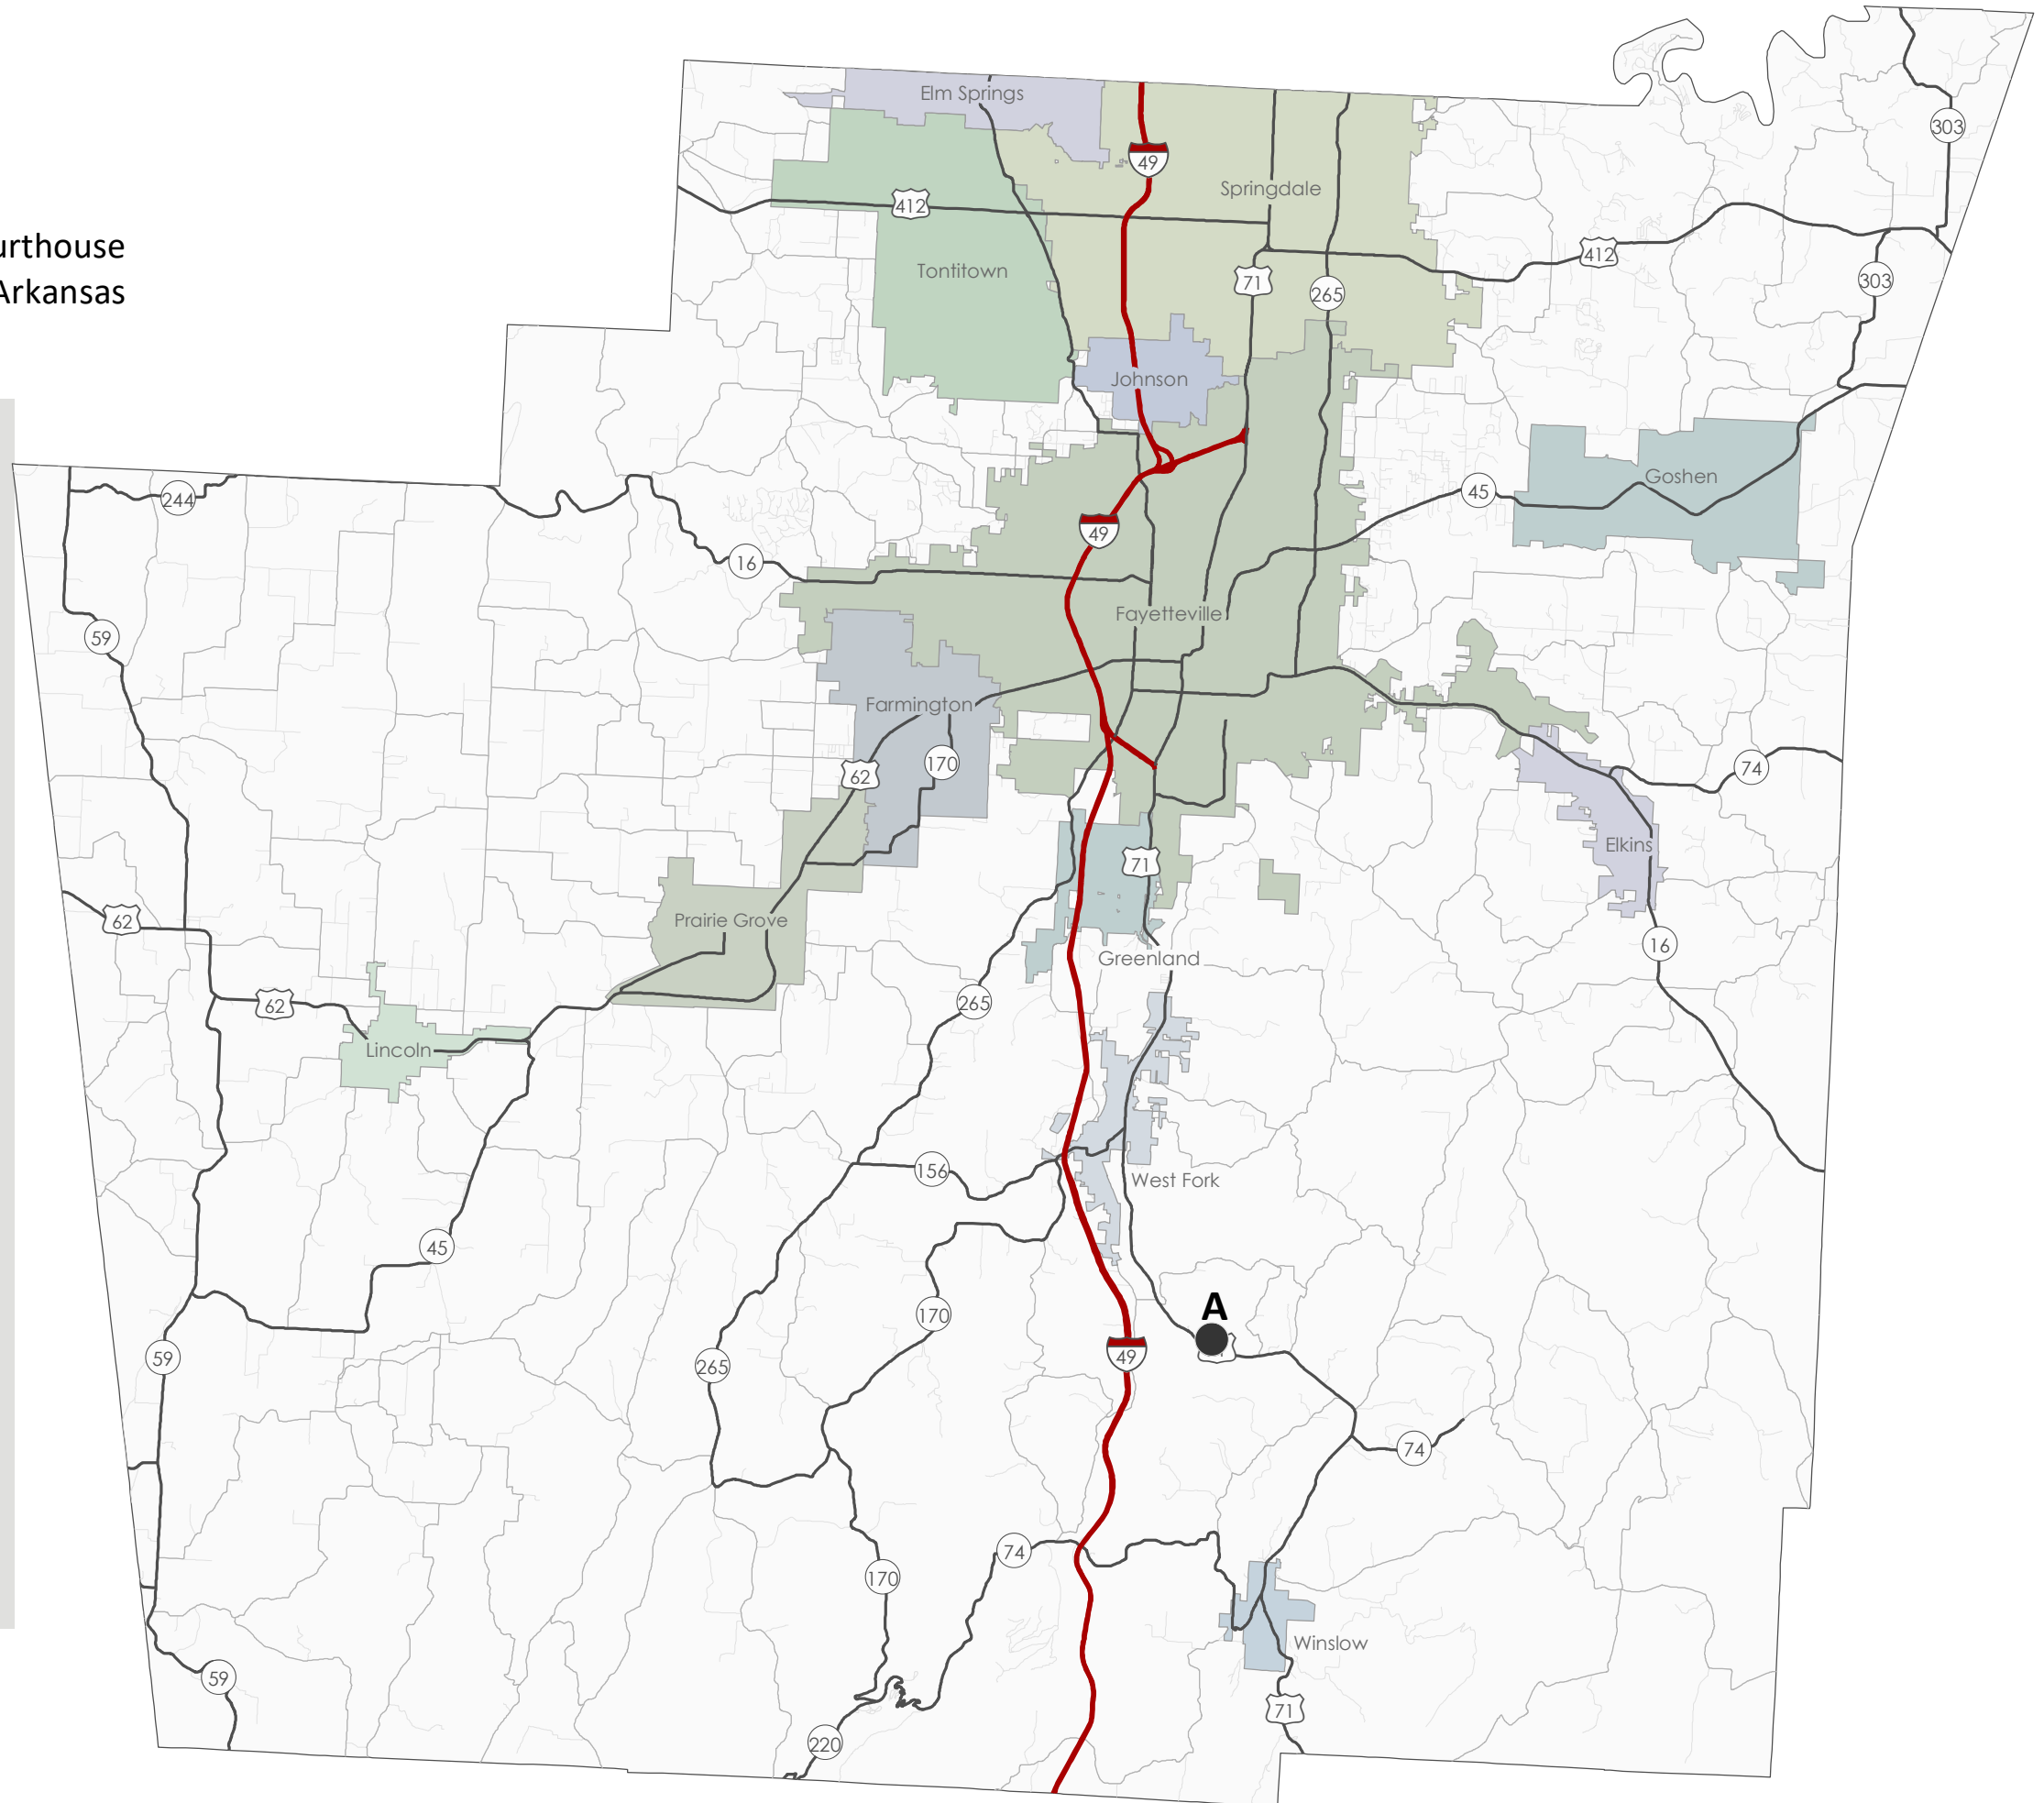 Elm Springs
303
49
Springdale
412
urthouse
412
Tontitown
71
303
265
Arkansas
Johnson
Goshen
45
244
49
16
Fayetteville
59
Farmington
170
74
62
Elkins
71
Prairie Grove
62
16
Greenland
265
62
Lincoln
156
West Fork
45
A
170
59
49
265
74
74
170
Winslow
59
71
220